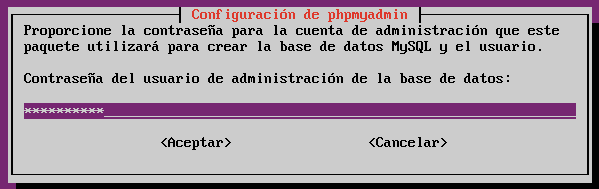 Configuración de phpmyadmin
Proporcione la contraseña para la cuenta de administración que este
paquete utilizará para crear la base de datos MySQL y el usuario.
Contraseña del usuario de administración de la base de datos:
**********
<Aceptar> <Cancelar>